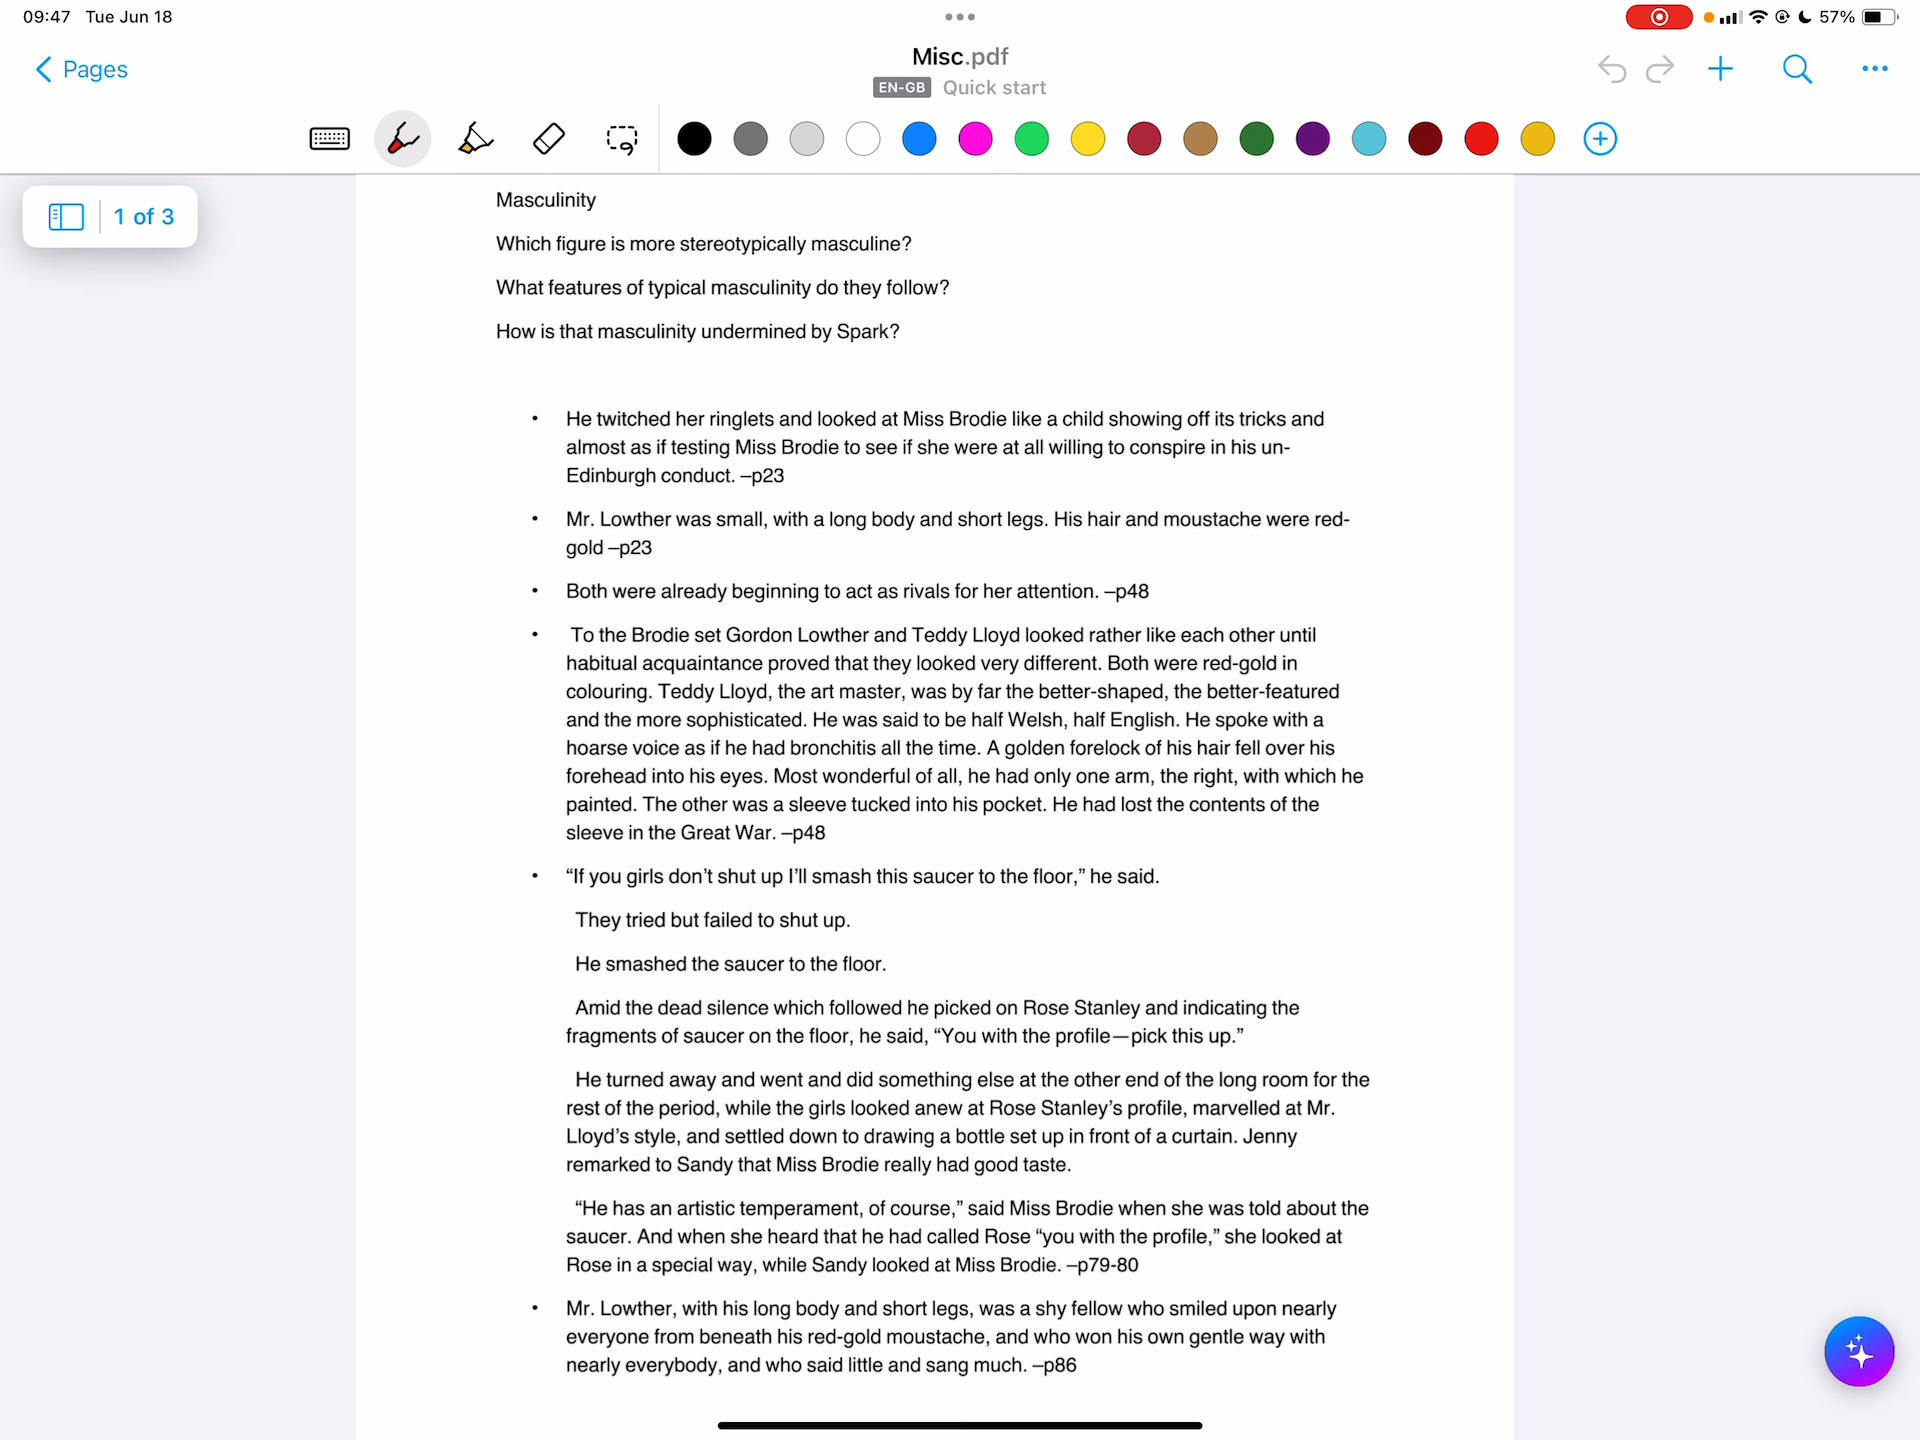 09:47 Tue Jun 18
57%
Pages
Misc.pdf
EN-GB Quick start
1 of 3
Masculinity
Which figure is more stereotypically masculine?
What features of typical masculinity do they follow?
How is that masculinity undermined by Spark?
• He twitched her ringlets and looked at Miss Brodie like a child showing off its tricks and
almost as if testing Miss Brodie to see if she were at all willing to conspire in his un-
Edinburgh conduct. –p23
• Mr. Lowther was small, with a long body and short legs. His hair and moustache were red-
gold –p23
• Both were already beginning to act as rivals for her attention. –p48
• To the Brodie set Gordon Lowther and Teddy Lloyd looked rather like each other until
habitual acquaintance proved that they looked very different. Both were red-gold in
colouring. Teddy Lloyd, the art master, was by far the better-shaped, the better-featured
and the more sophisticated. He was said to be half Welsh, half English. He spoke with a
hoarse voice as if he had bronchitis all the time. A golden forelock of his hair fell over his
forehead into his eyes. Most wonderful of all, he had only one arm, the right, with which he
painted. The other was a sleeve tucked into his pocket. He had lost the contents of the
sleeve in the Great War. –p48
• “If you girls don’t shut up I’ll smash this saucer to the floor,” he said.
They tried but failed to shut up.
He smashed the saucer to the floor.
Amid the dead silence which followed he picked on Rose Stanley and indicating the
fragments of saucer on the floor, he said, “You with the profile—pick this up.”
He turned away and went and did something else at the other end of the long room for the
rest of the period, while the girls looked anew at Rose Stanley’s profile, marvelled at Mr.
Lloyd’s style, and settled down to drawing a bottle set up in front of a curtain. Jenny
remarked to Sandy that Miss Brodie really had good taste.
“He has an artistic temperament, of course,” said Miss Brodie when she was told about the
saucer. And when she heard that he had called Rose “you with the profile,” she looked at
Rose in a special way, while Sandy looked at Miss Brodie. –p79-80
• Mr. Lowther, with his long body and short legs, was a shy fellow who smiled upon nearly
everyone from beneath his red-gold moustache, and who won his own gentle way with
nearly everybody, and who said little and sang much. –p86